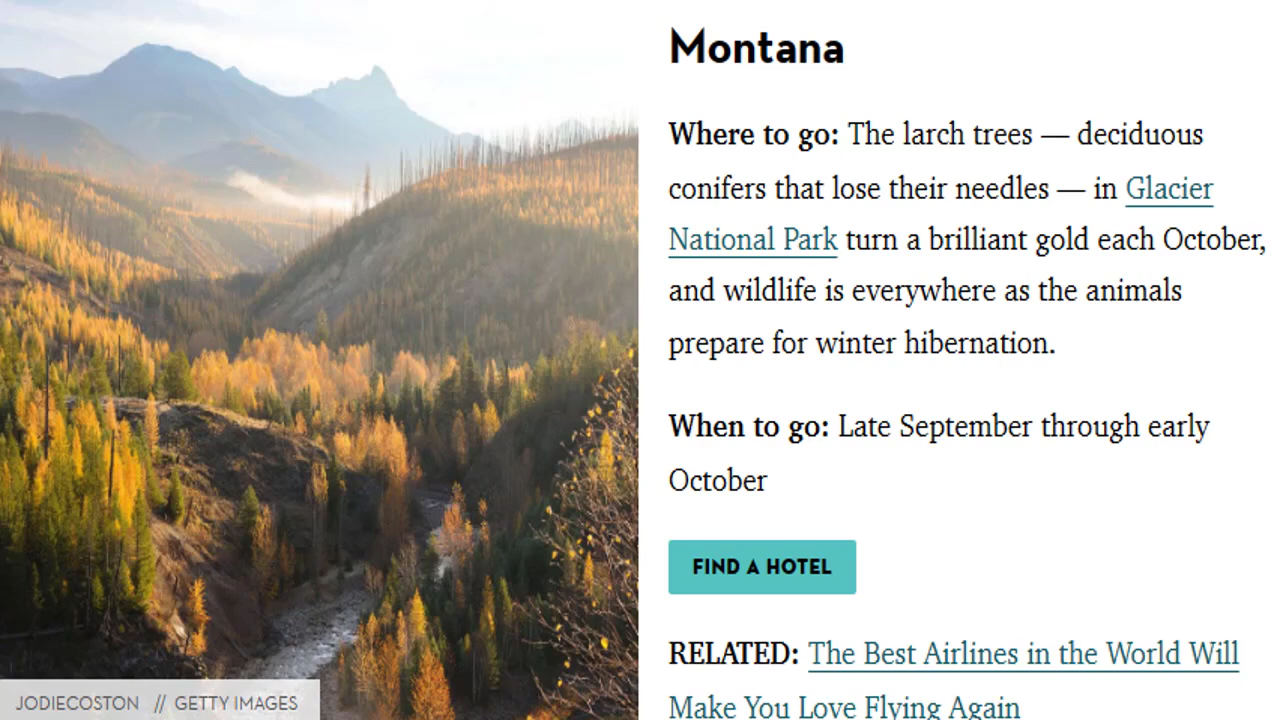 Montana
Where to go: The larch trees — deciduous
conifers that lose their needles — in Glacier
National Park turn a brilliant gold each October,
and wildlife is everywhere as the animals
prepare for winter hibernation.
When to go: Late September through early
October
FIND A HOTEL
RELATED: The Best Airlines in the World Will
Make You Love Flying Again
JODIECOSTON // GETTY IMAGES